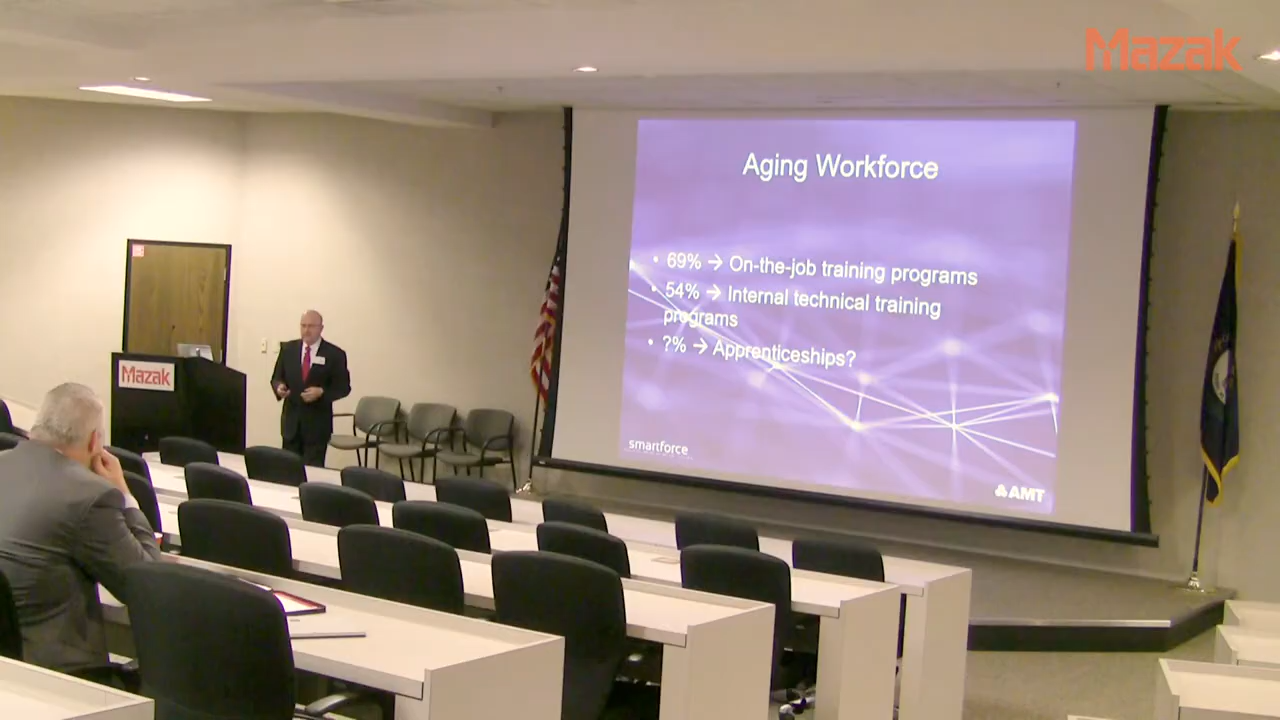 Mazak
Aging Workforce
• 69% → On-the-job training programs
• 54% → Internal technical training
programs
• ?% → Apprenticeships?
smartforce
AMT
Mazak